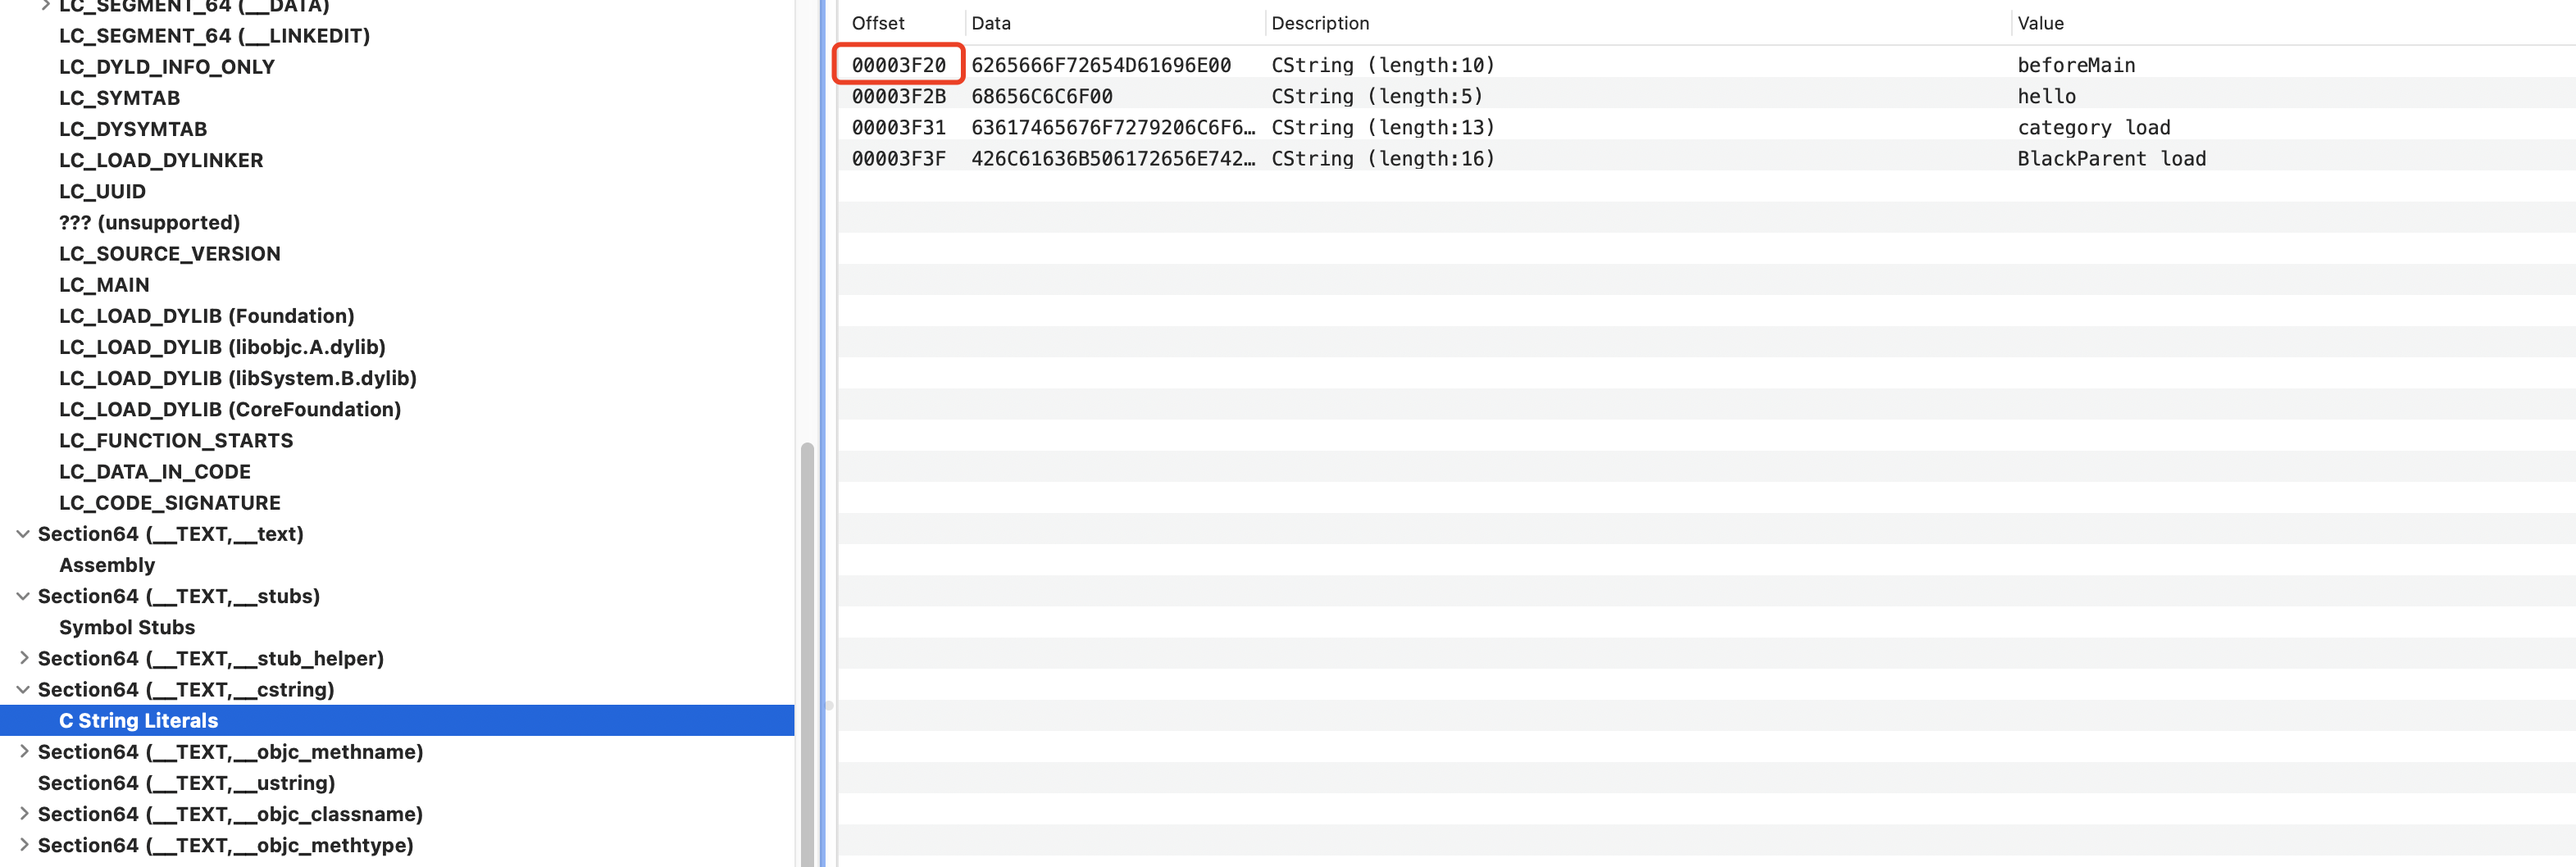 LC_SEGMENT_64 (__DATA)
LC_SEGMENT_64 (__LINKEDIT)
LC_DYLD_INFO_ONLY
LC_SYMTAB
LC_DYSYMTAB
LC_LOAD_DYLINKER
LC_UUID
??? (unsupported)
LC_SOURCE_VERSION
LC_MAIN
LC_LOAD_DYLIB (Foundation)
LC_LOAD_DYLIB (libobjc.A.dylib)
LC_LOAD_DYLIB (libSystem.B.dylib)
LC_LOAD_DYLIB (CoreFoundation)
LC_FUNCTION_STARTS
LC_DATA_IN_CODE
LC_CODE_SIGNATURE
Section64 (__TEXT,__text)
Assembly
Section64 (__TEXT,__stubs)
Symbol Stubs
Section64 (__TEXT,__stub_helper)
Section64 (__TEXT,__cstring)
C String Literals
Section64 (__TEXT,__objc_methname)
Section64 (__TEXT,__ustring)
Section64 (__TEXT,__objc_classname)
Section64 (__TEXT,__objc_methtype)
Offset Data Description Value
00003F20 6265666F72654D61696E00 CString (length:10) beforeMain
00003F2B 68656C6C6F00 CString (length:5) hello
00003F31 63617465676F7279206C6F6… CString (length:13) category load
00003F3F 426C61636B506172656E742… CString (length:16) BlackParent load